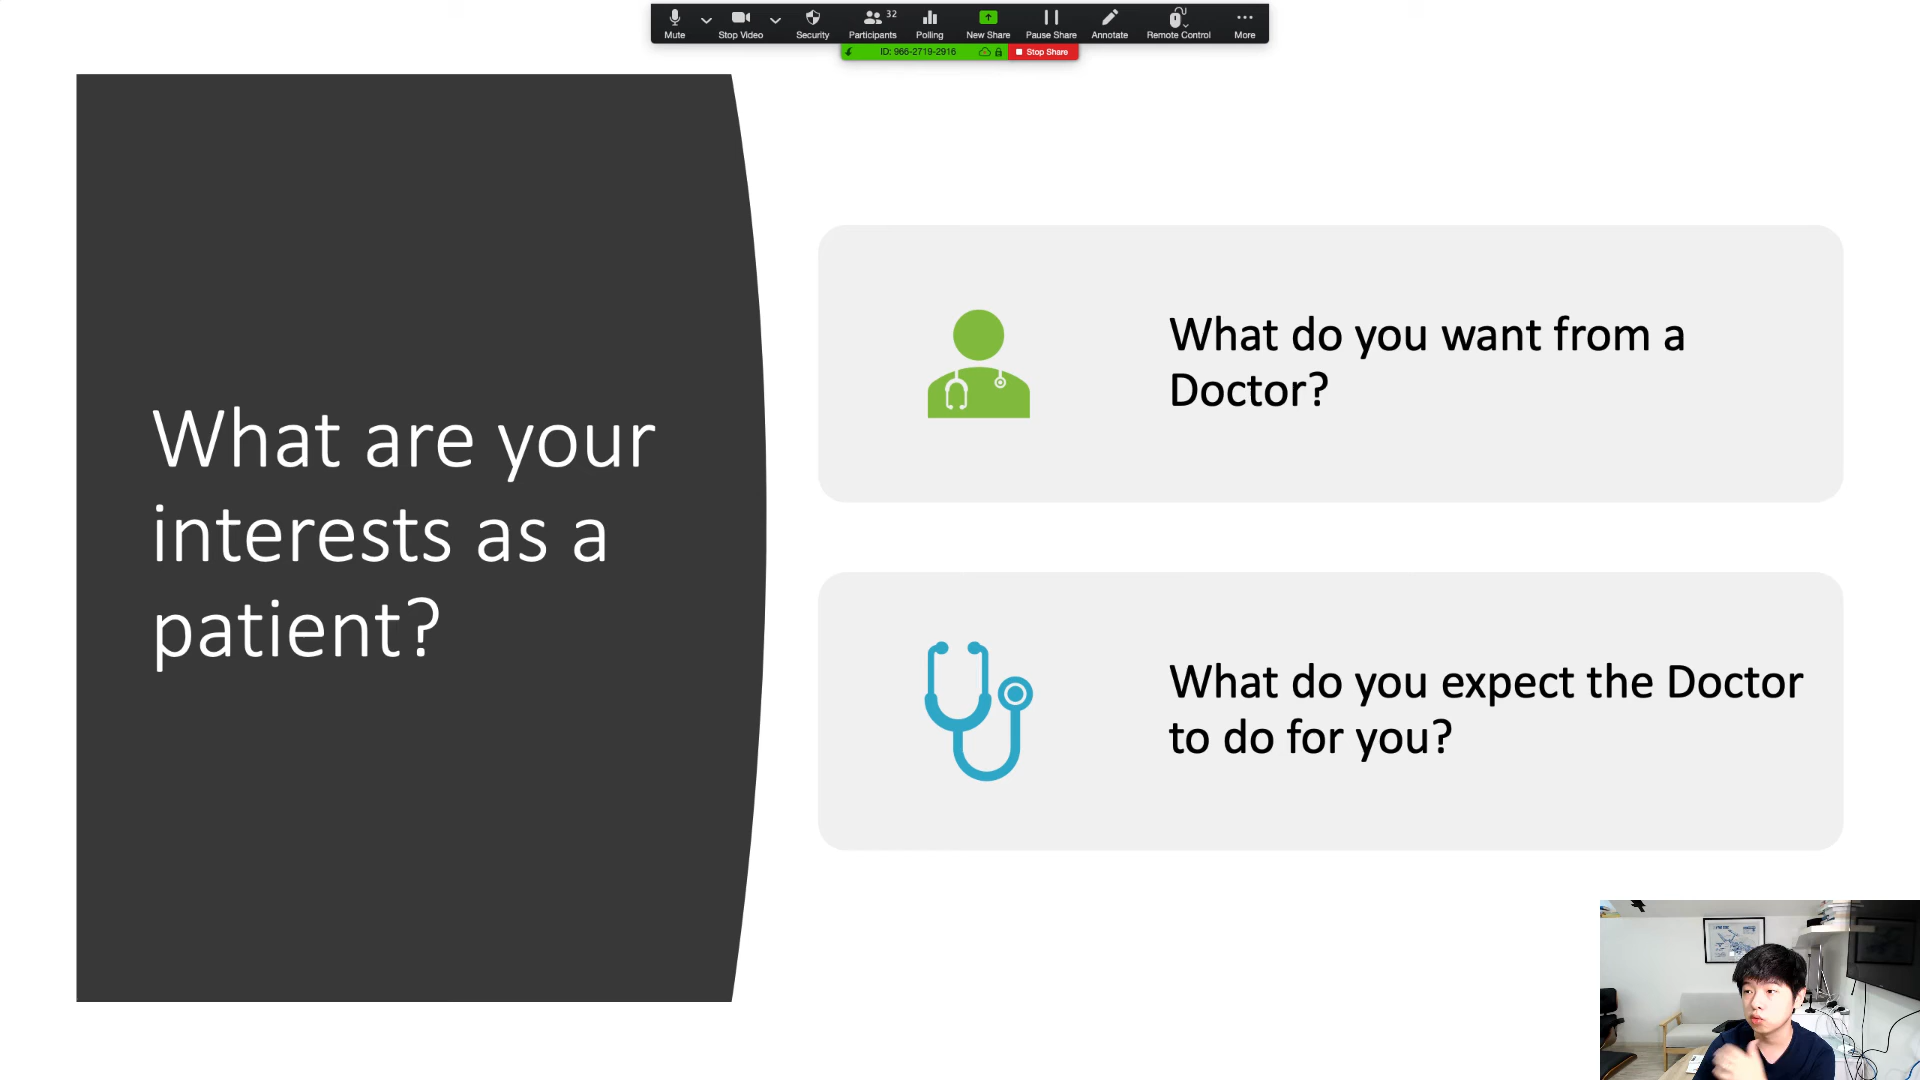 Mute
Stop Video
Security
Participants
32
Polling
New Share
Pause Share
Annotate
Remote Control
More
ID: 966-2719-2916
Stop Share
What are your
interests as a
patient?
What do you want from a
Doctor?
What do you expect the Doctor
to do for you?